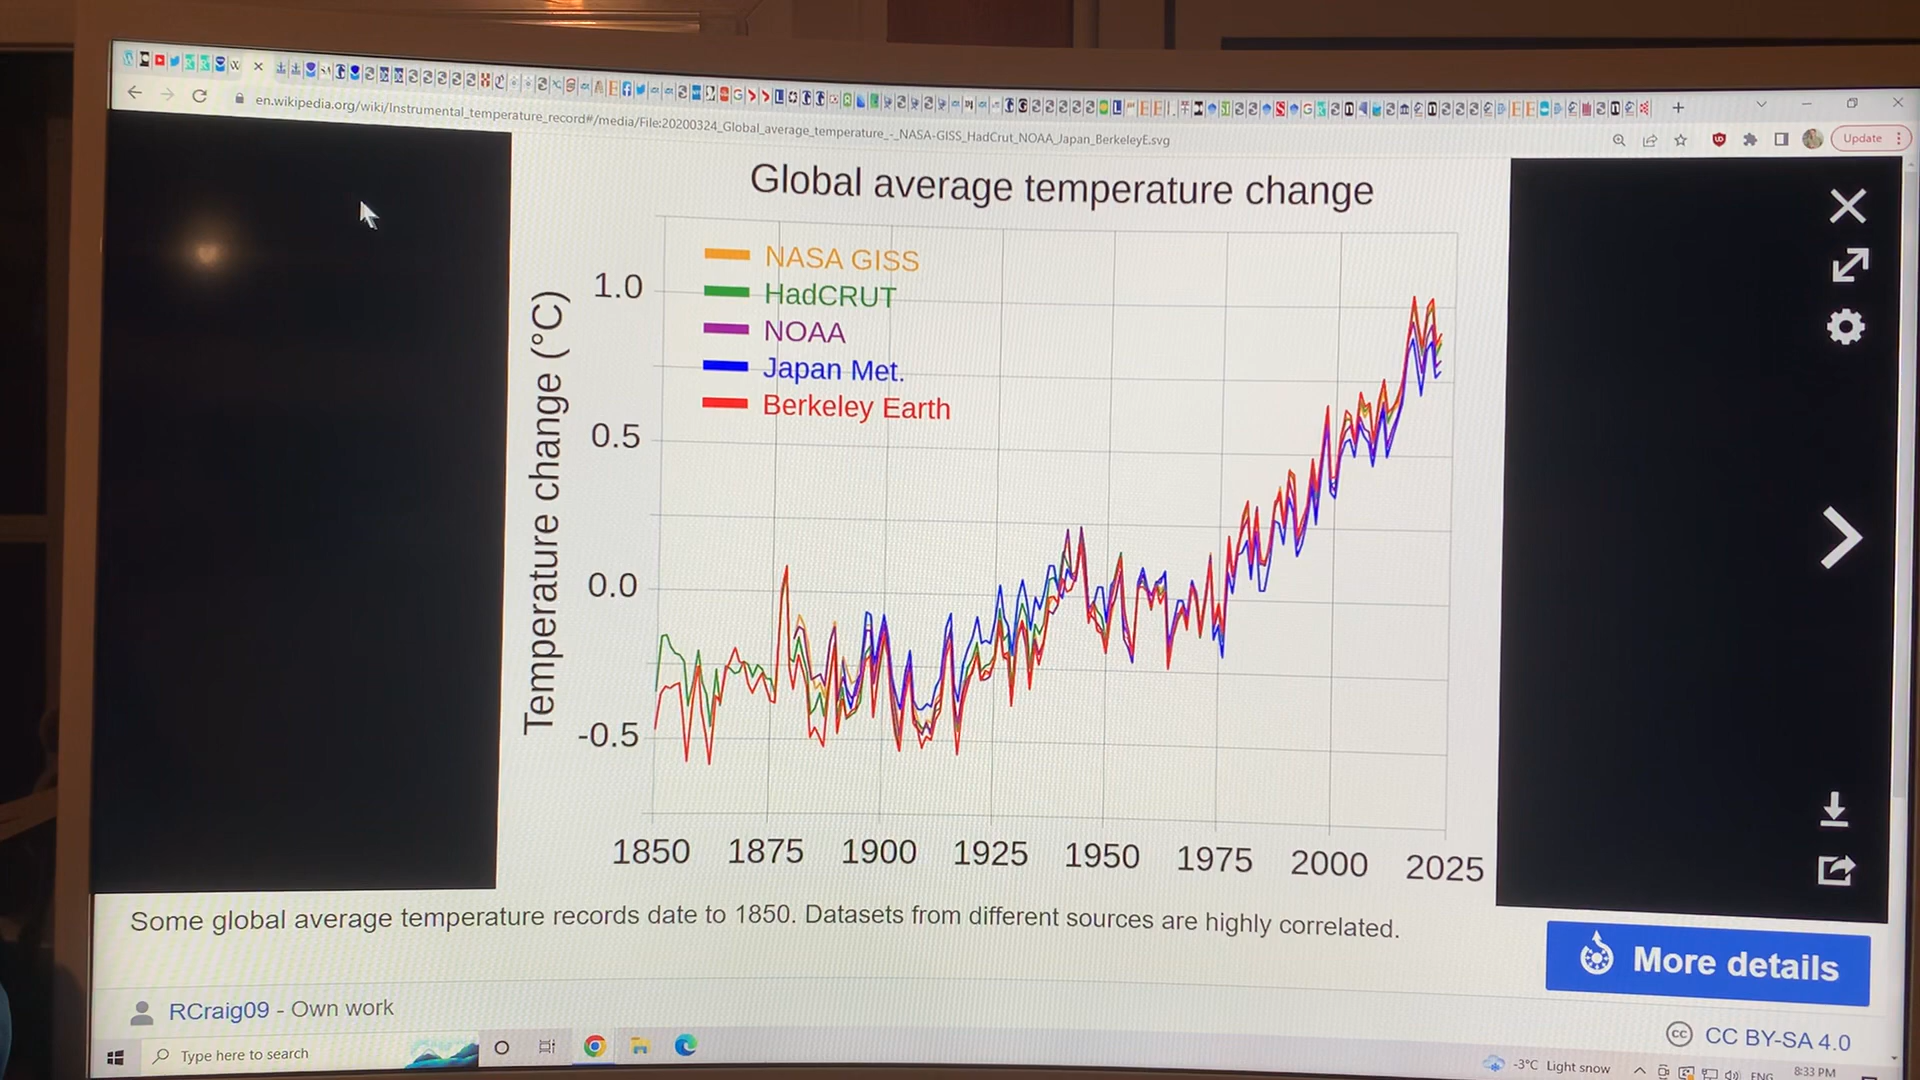 en.wikipedia.org/wiki/Instrumental_temperature_record#/media/File:20200324_Global_average_temperature_-_NASA-GISS_HadCrut_NOAA_Japan_BerkeleyE.svg
Update
Global average temperature change
NASA GISS
HadCRUT
NOAA
Japan Met.
Berkeley Earth
Temperature change (°C)
1.0
0.5
0.0
-0.5
1850 1875 1900 1925 1950 1975 2000 2025
Some global average temperature records date to 1850. Datasets from different sources are highly correlated.
More details
RCraig09 - Own work
CC BY-SA 4.0
Type here to search
-3°C Light snow
ENG
8:33 PM